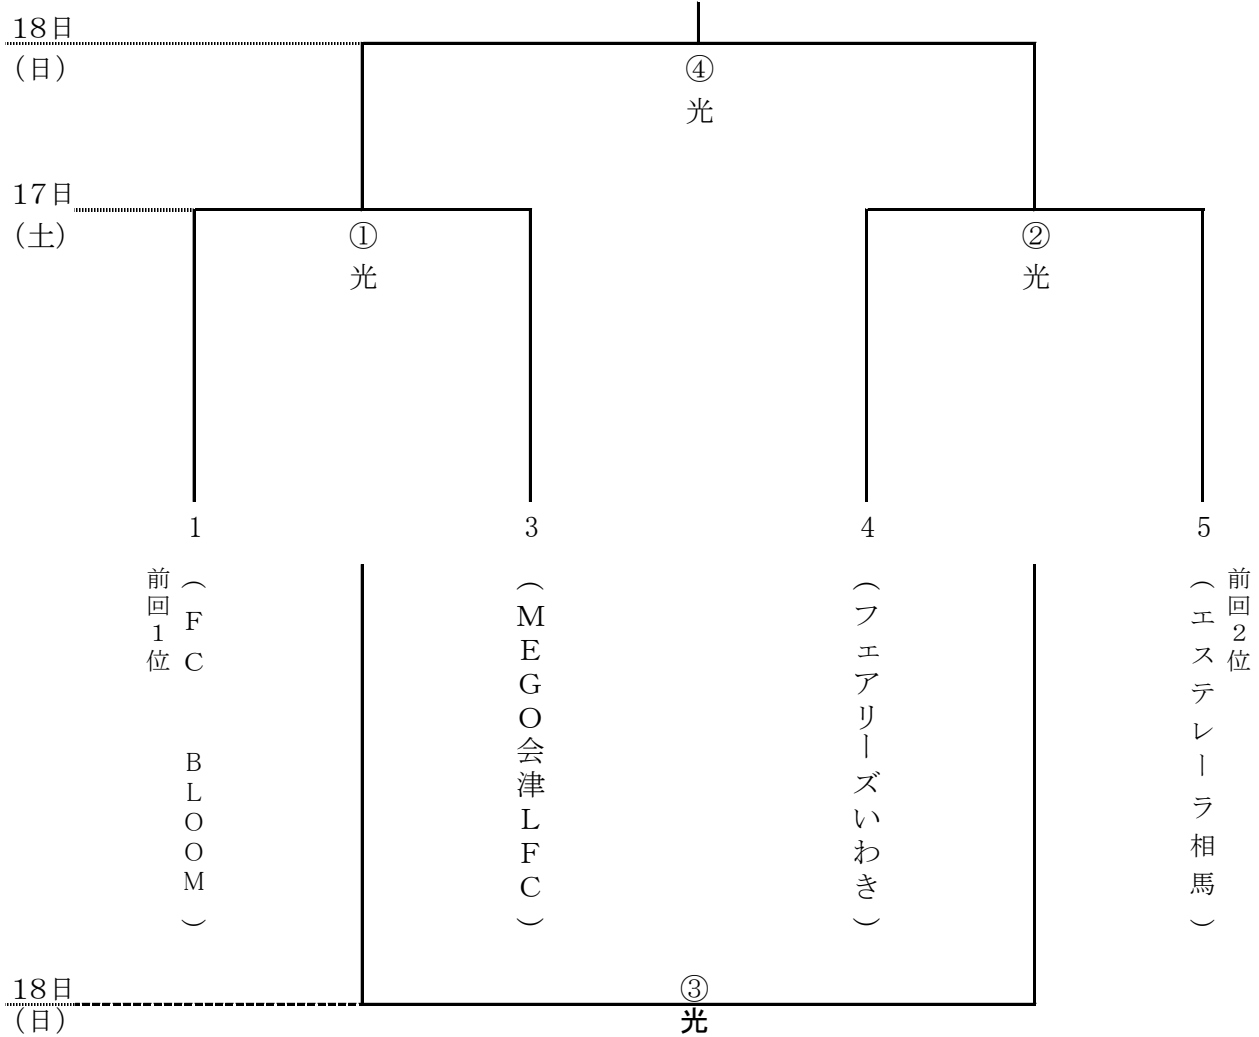 18日
(日)
④
光
17日
(土)
①
光
②
光
1
3
4
5
前回1位
(FC BLOOM)
(MEGO会津LFC)
(フェアリーズいわき)
(エステレーラ相馬)
前回2位
18日
(日)
③
光